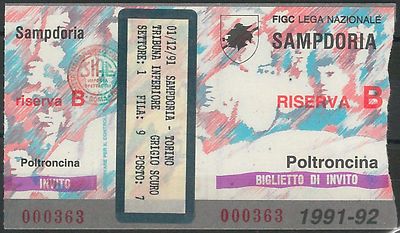 Sampdoria
riserva B
Poltroncina
INVITO
000363
01/12/91 SAMPDORIA - TORINO
TRIBUNA INFERIORE GRIGIO SCURO
SETTORE: 1 FILA: 9 POSTO: 7
FIGC LEGA NAZIONALE
SAMPDORIA
RISERVA B
Poltroncina
BIGLIETTO DI INVITO
000363
1991-92